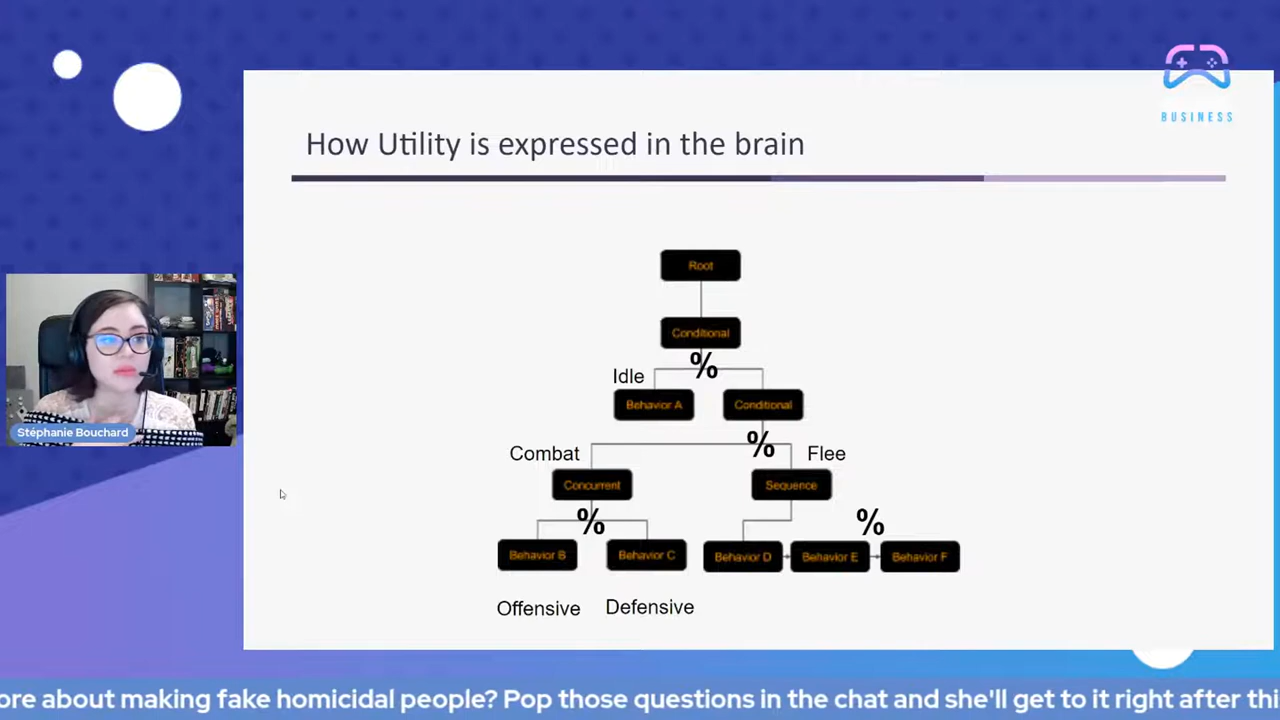 BUSINESS
How Utility is expressed in the brain
Root
Conditional
%
Idle
Behavior A
Conditional
%
Combat
Flee
Concurrent
Sequence
%
%
Behavior B
Behavior C
Behavior D
Behavior E
Behavior F
Offensive
Defensive
Stéphanie Bouchard
ore about making fake homicidal people? Pop those questions in the chat and she'll get to it right after thi